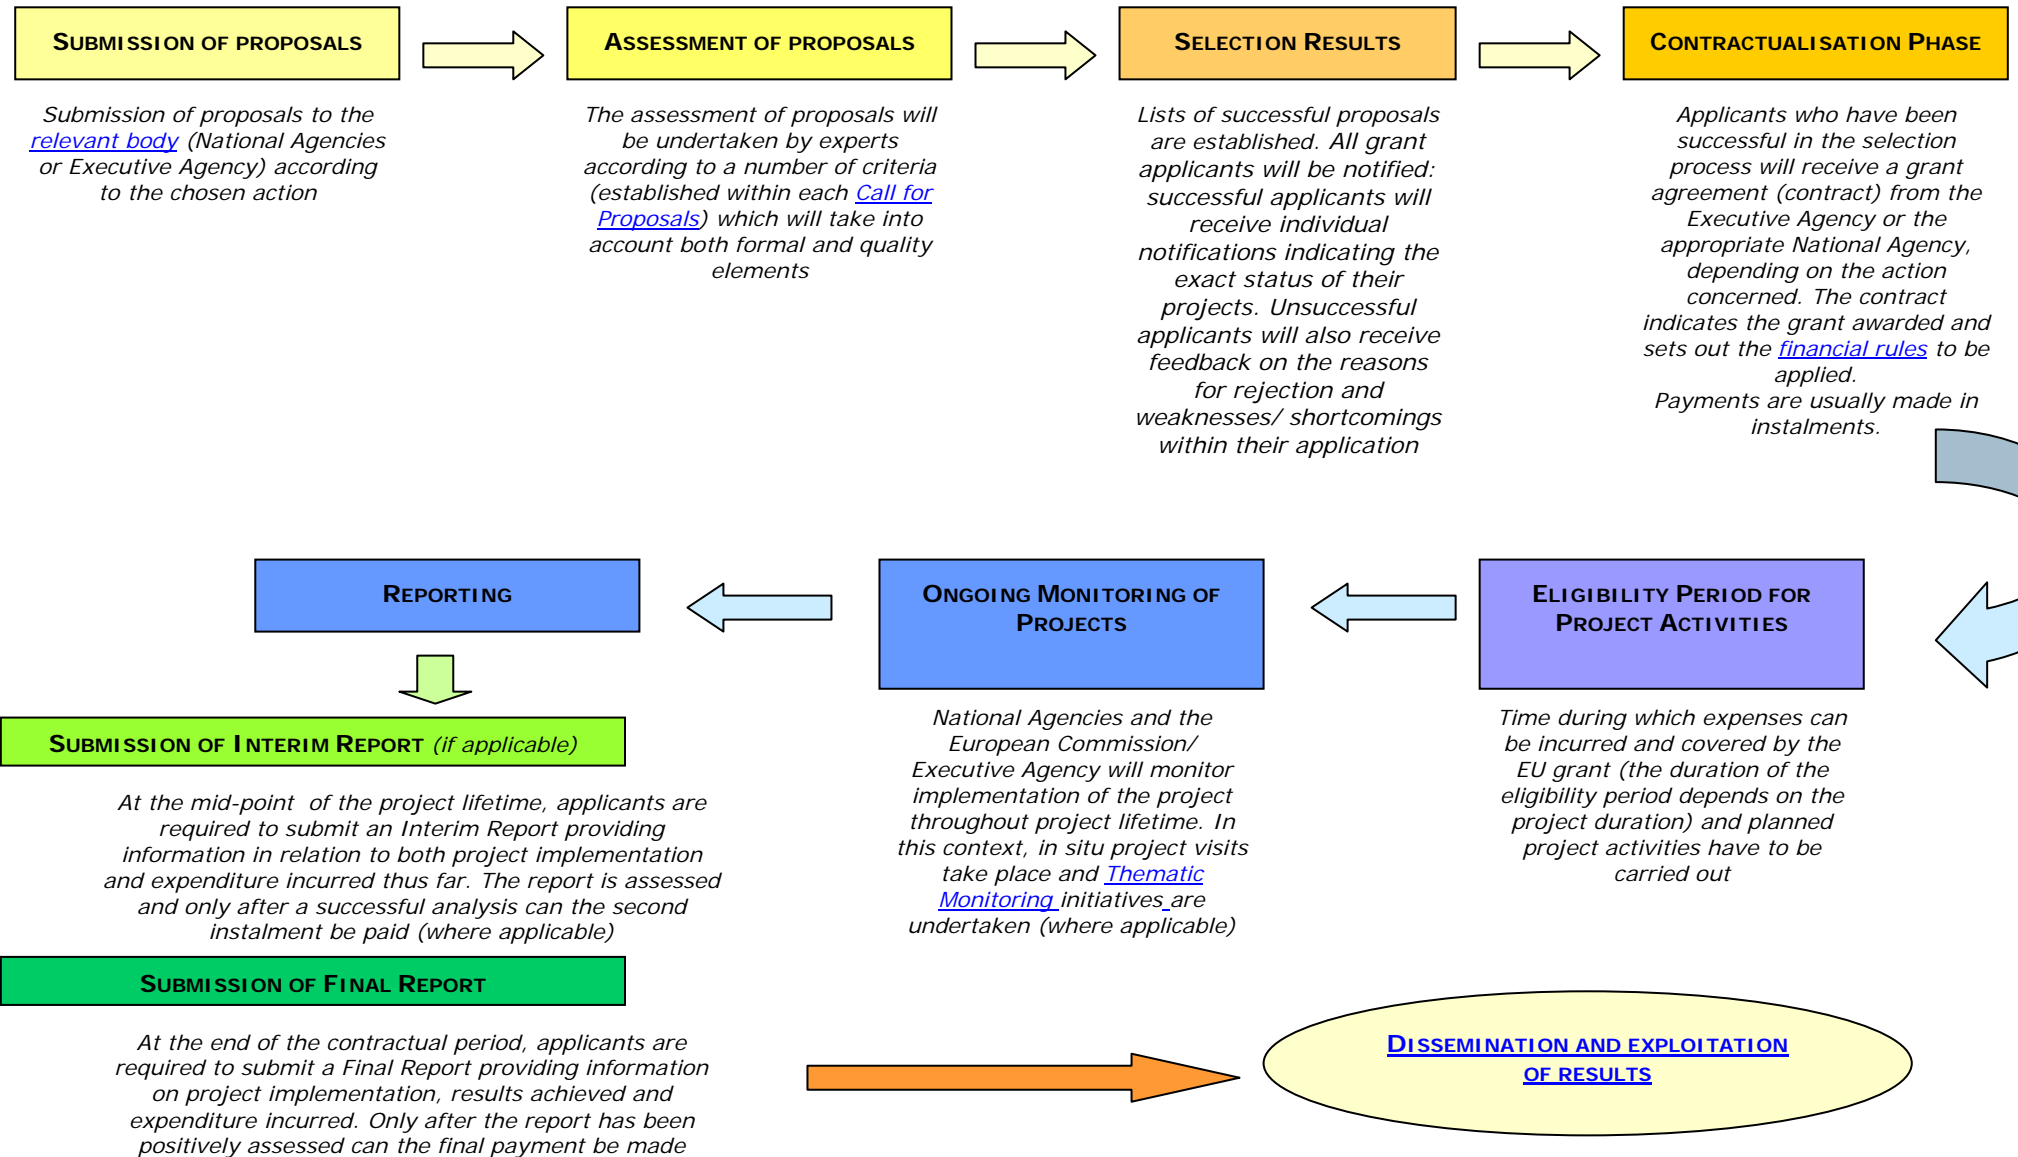 SUBMISSION OF PROPOSALS
Submission of proposals to the
relevant body (National Agencies
or Executive Agency) according
to the chosen action
ASSESSMENT OF PROPOSALS
The assessment of proposals will
be undertaken by experts
according to a number of criteria
(established within each Call for
Proposals) which will take into
account both formal and quality
elements
SELECTION RESULTS
Lists of successful proposals
are established. All grant
applicants will be notified:
successful applicants will
receive individual
notifications indicating the
exact status of their
projects. Unsuccessful
applicants will also receive
feedback on the reasons
for rejection and
weaknesses/ shortcomings
within their application
CONTRACTUALISATION PHASE
Applicants who have been
successful in the selection
process will receive a grant
agreement (contract) from the
Executive Agency or the
appropriate National Agency,
depending on the action
concerned. The contract
indicates the grant awarded and
sets out the financial rules to be
applied.
Payments are usually made in
instalments.
ELIGIBILITY PERIOD FOR
PROJECT ACTIVITIES
Time during which expenses can
be incurred and covered by the
EU grant (the duration of the
eligibility period depends on the
project duration) and planned
project activities have to be
carried out
ONGOING MONITORING OF
PROJECTS
National Agencies and the
European Commission/
Executive Agency will monitor
implementation of the project
throughout project lifetime. In
this context, in situ project visits
take place and Thematic
Monitoring initiatives are
undertaken (where applicable)
REPORTING
SUBMISSION OF INTERIM REPORT (if applicable)
At the mid-point of the project lifetime, applicants are
required to submit an Interim Report providing
information in relation to both project implementation
and expenditure incurred thus far. The report is assessed
and only after a successful analysis can the second
instalment be paid (where applicable)
SUBMISSION OF FINAL REPORT
At the end of the contractual period, applicants are
required to submit a Final Report providing information
on project implementation, results achieved and
expenditure incurred. Only after the report has been
positively assessed can the final payment be made
DISSEMINATION AND EXPLOITATION
OF RESULTS